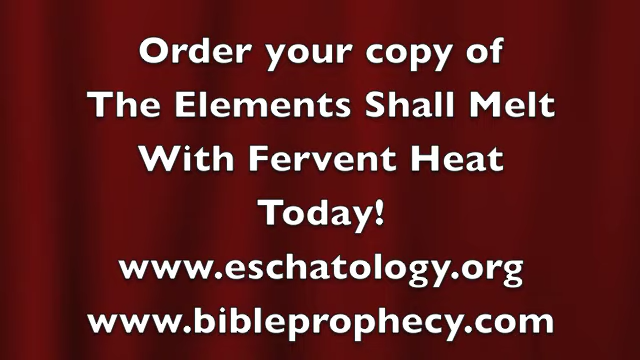 Order your copy of
The Elements Shall Melt
With Fervent Heat
Today!
www.eschatology.org
www.bibleprophecy.com